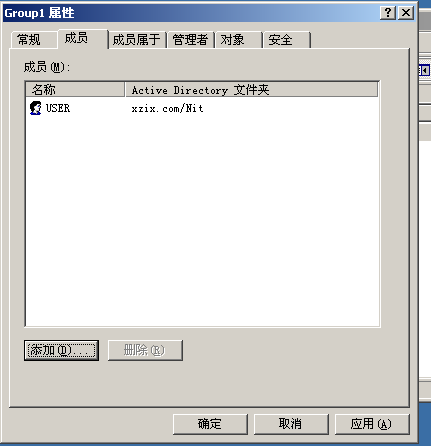 Group1 属性
常规 成员 成员属于 管理者 对象 安全
成员(M):
名称 Active Directory 文件夹
USER xzix.com/Nit
添加(D)... 删除(R)
确定 取消 应用(A)